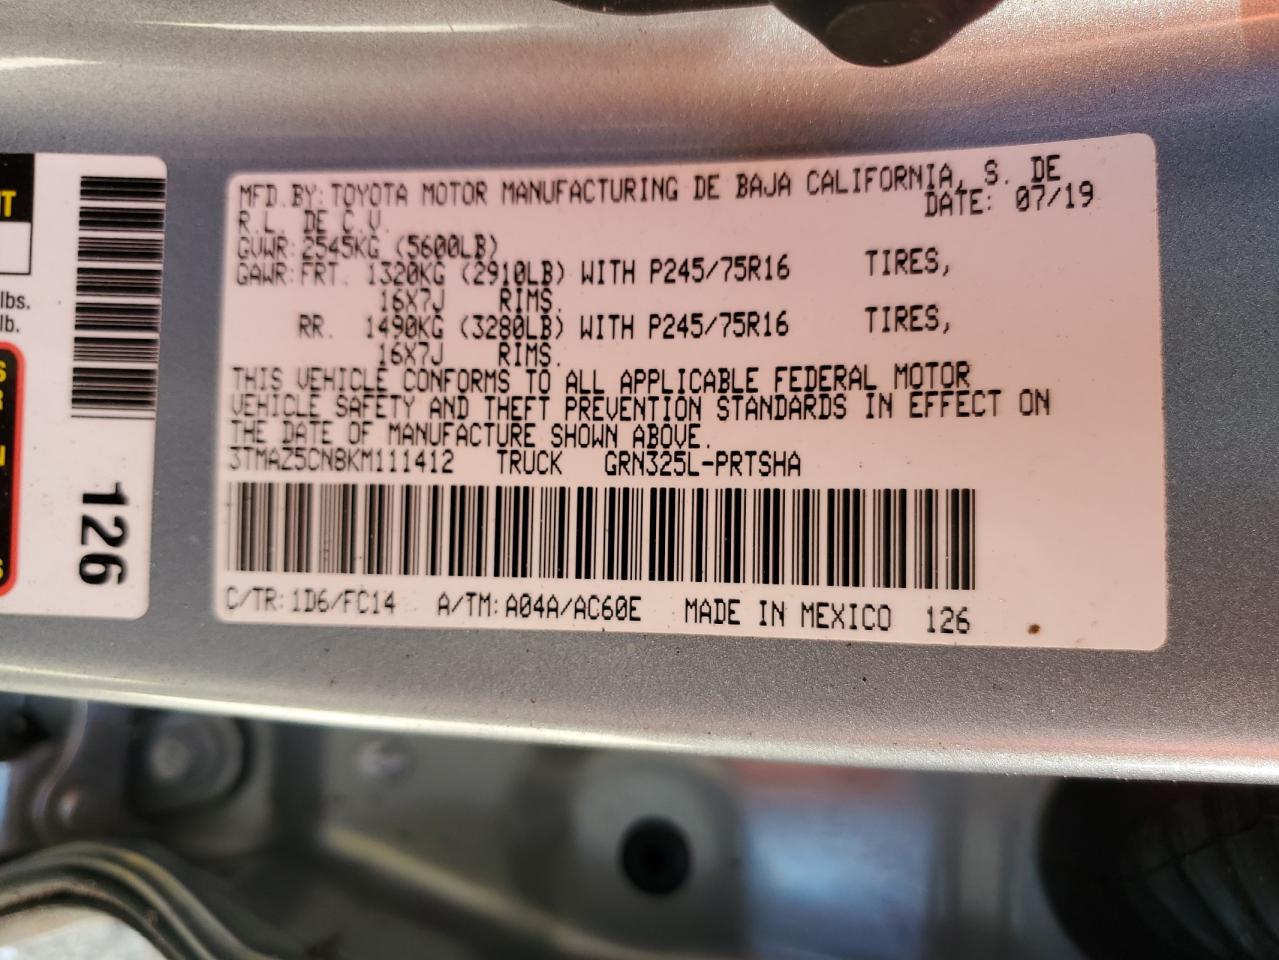 MFD.BY:TOYOTA MOTOR MANUFACTURING DE BAJA CALIFORNIA, S. DE
R.L. DE C.V. DATE: 07/19
GVWR:2545KG (5600LB)
GAWR:FRT. 1320KG (2910LB) WITH P245/75R16 TIRES,
16X7J RIMS.
RR. 1490KG (3280LB) WITH P245/75R16 TIRES,
16X7J RIMS.
THIS VEHICLE CONFORMS TO ALL APPLICABLE FEDERAL MOTOR
VEHICLE SAFETY AND THEFT PREVENTION STANDARDS IN EFFECT ON
THE DATE OF MANUFACTURE SHOWN ABOVE.
3TMAZ5CN8KM111412 TRUCK GRN325L-PRTSHA
C/TR:1D6/FC14 A/TM:A04A/AC60E MADE IN MEXICO 126
lbs.
lb.
126